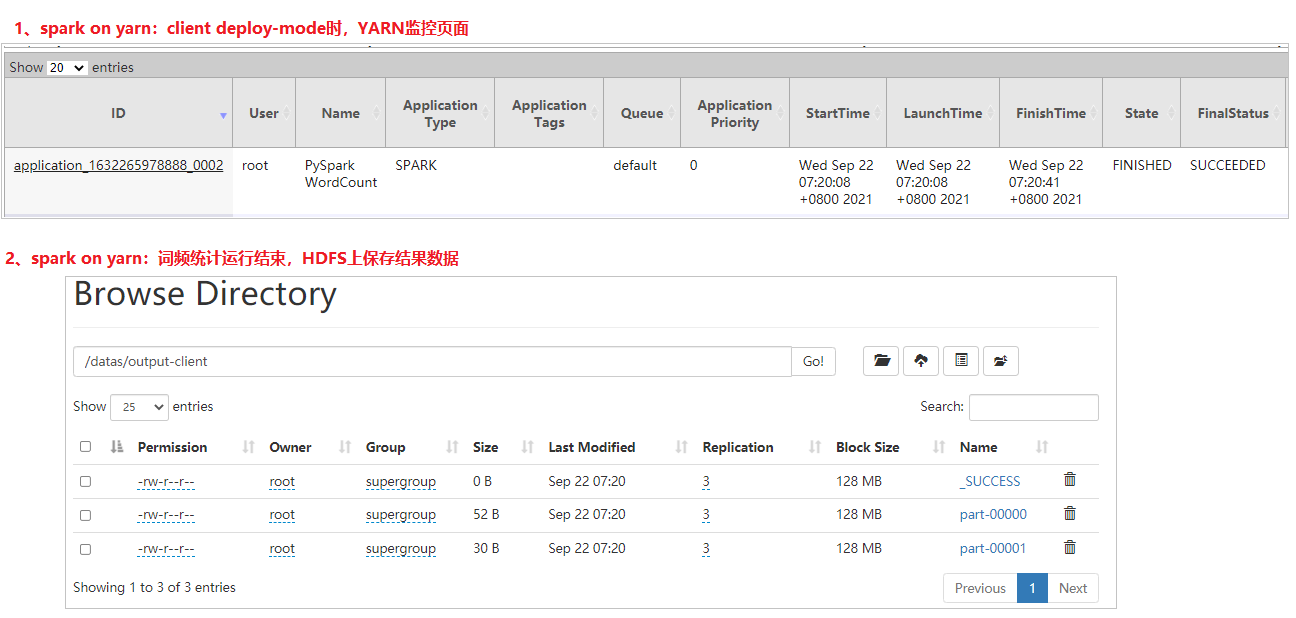 1、spark on yarn：client deploy-mode时，YARN监控页面
Show 20 entries
ID User Name Application Type Application Tags Queue Application Priority StartTime LaunchTime FinishTime State FinalStatus
application_1632265978888_0002 root PySpark WordCount SPARK default 0 Wed Sep 22 07:20:08 +0800 2021 Wed Sep 22 07:20:08 +0800 2021 Wed Sep 22 07:20:41 +0800 2021 FINISHED SUCCEEDED
2、spark on yarn：词频统计运行结束，HDFS上保存结果数据
Browse Directory
/datas/output-client Go!
Show 25 entries Search:
Permission Owner Group Size Last Modified Replication Block Size Name
-rw-r--r-- root supergroup 0 B Sep 22 07:20 3 128 MB _SUCCESS
-rw-r--r-- root supergroup 52 B Sep 22 07:20 3 128 MB part-00000
-rw-r--r-- root supergroup 30 B Sep 22 07:20 3 128 MB part-00001
Showing 1 to 3 of 3 entries Previous 1 Next